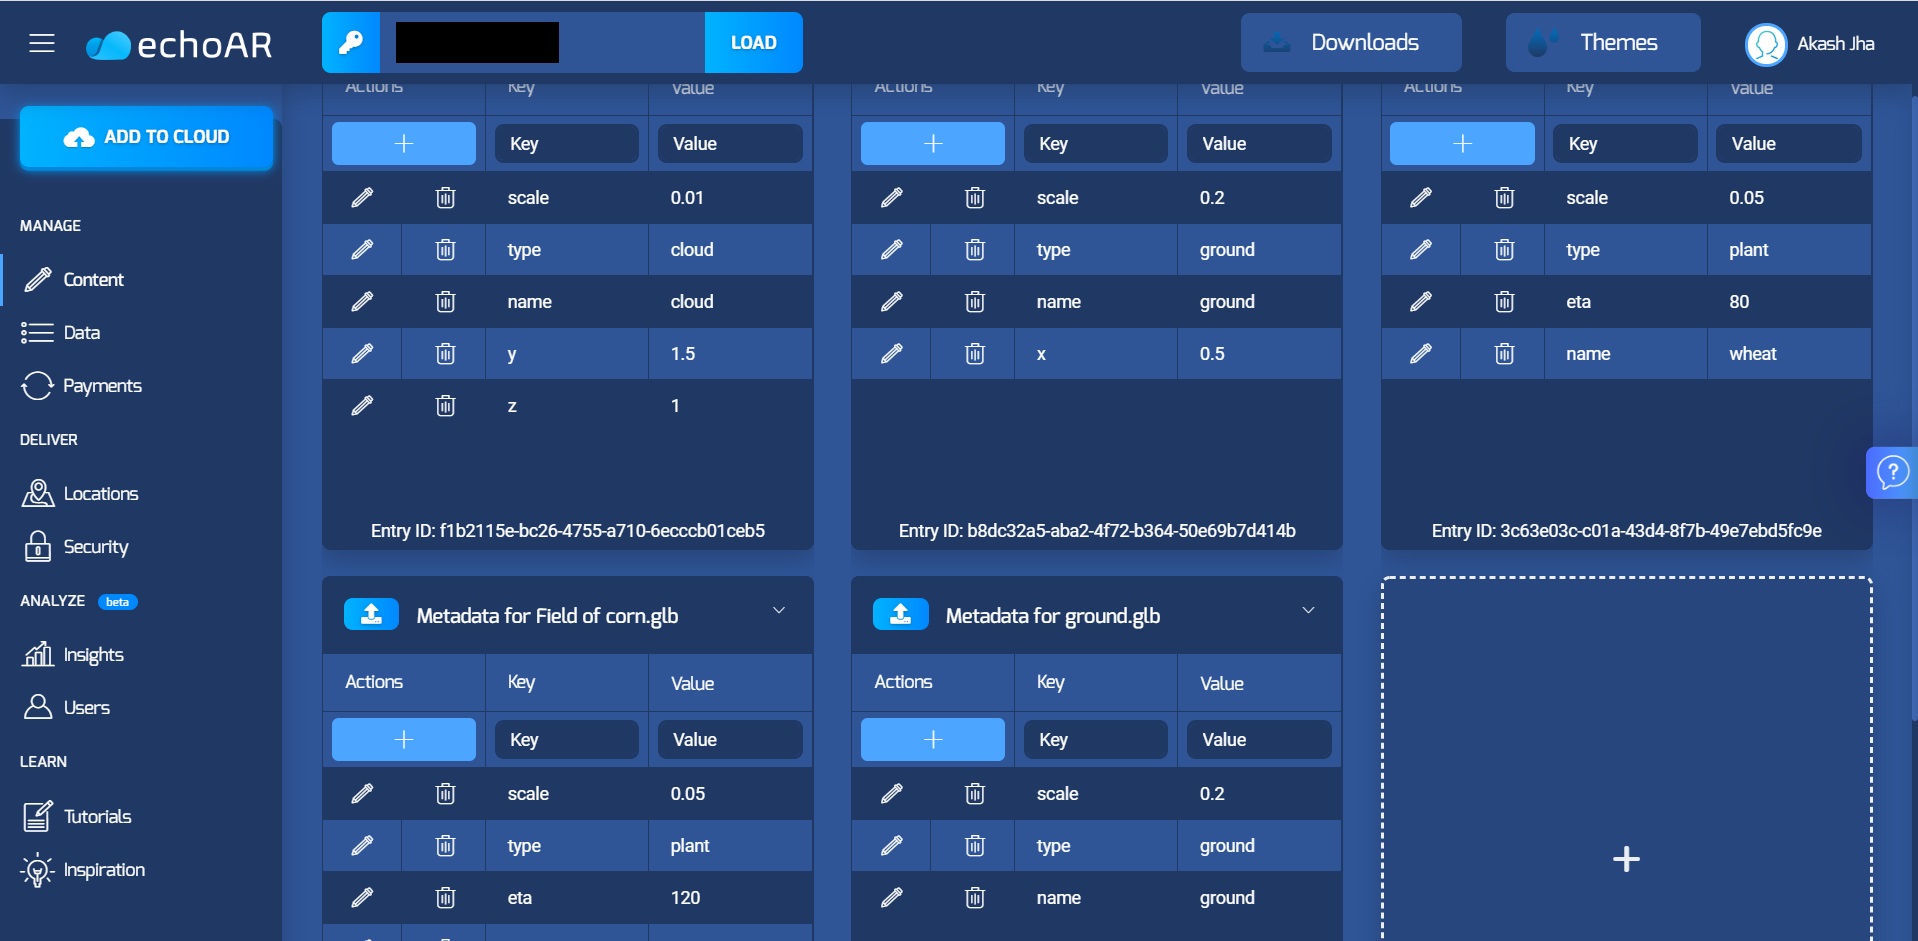 echoAR
LOAD
Downloads
Themes
Akash Jha
ADD TO CLOUD
MANAGE
Content
Data
Payments
DELIVER
Locations
Security
ANALYZE beta
Insights
Users
LEARN
Tutorials
Inspiration
Actions Key Value
Key Value
scale 0.01
type cloud
name cloud
y 1.5
z 1
Entry ID: f1b2115e-bc26-4755-a710-6ecccb01ceb5
Actions Key Value
Key Value
scale 0.2
type ground
name ground
x 0.5
Entry ID: b8dc32a5-aba2-4f72-b364-50e69b7d414b
Actions Key Value
Key Value
scale 0.05
type plant
eta 80
name wheat
Entry ID: 3c63e03c-c01a-43d4-8f7b-49e7ebd5fc9e
Metadata for Field of corn.glb
Actions Key Value
Key Value
scale 0.05
type plant
eta 120
Metadata for ground.glb
Actions Key Value
Key Value
scale 0.2
type ground
name ground